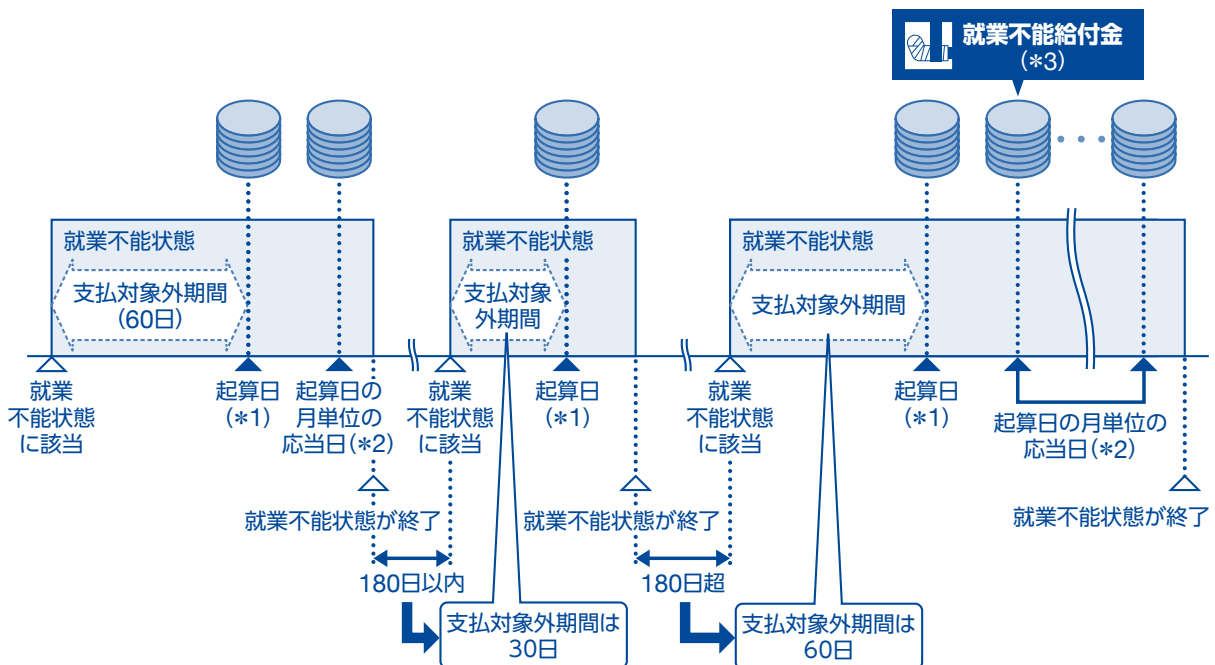 就業不能給付金
(*3)
就業不能状態
支払対象外期間
(60日)
就業不能状態
支払対象
外期間
就業不能状態
支払対象外期間
就業
不能状態
に該当
起算日
(*1)
起算日の
月単位の
応当日(*2)
就業
不能状態
に該当
起算日
(*1)
就業
不能状態
に該当
起算日
(*1)
起算日の月単位の
応当日(*2)
就業不能状態が終了
就業不能状態が終了
就業不能状態が終了
180日以内
180日超
支払対象外期間は
30日
支払対象外期間は
60日